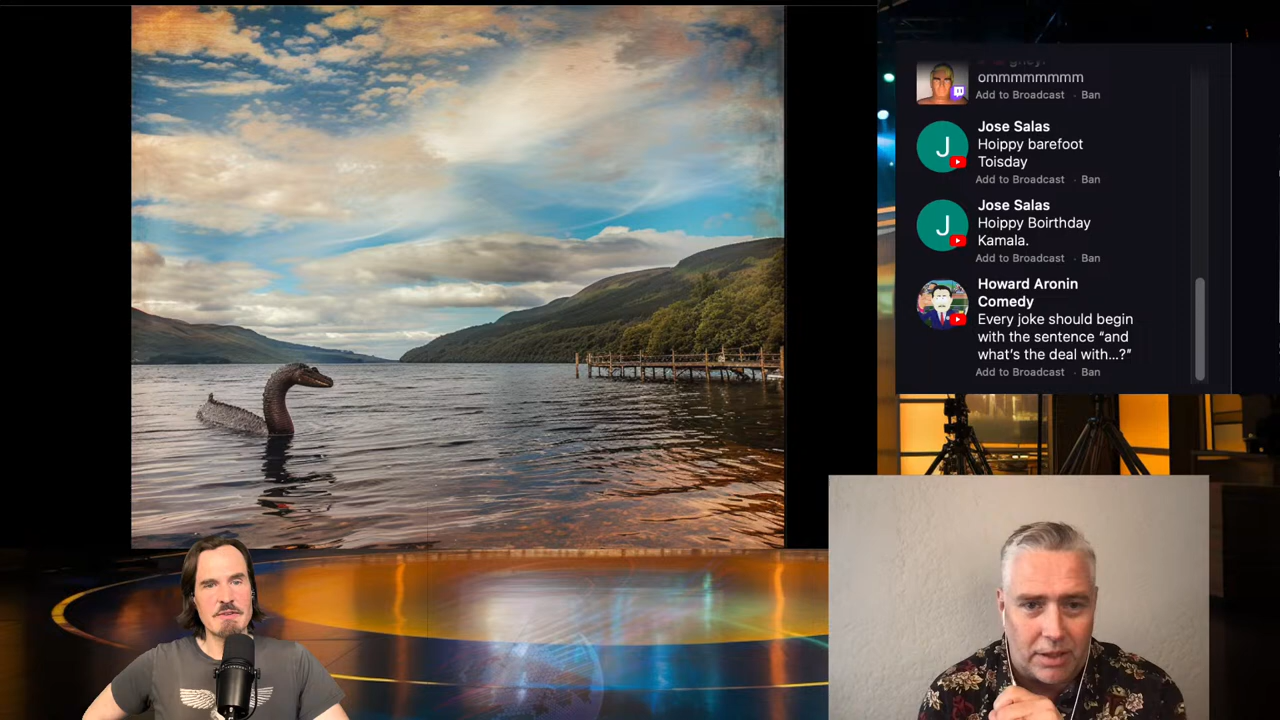 ommmmmmmm
Add to Broadcast · Ban
J
Jose Salas
Hoippy barefoot
Toisday
Add to Broadcast · Ban
J
Jose Salas
Hoippy Boirthday
Kamala.
Add to Broadcast · Ban
Howard Aronin
Comedy
Every joke should begin
with the sentence “and
what’s the deal with...?”
Add to Broadcast · Ban